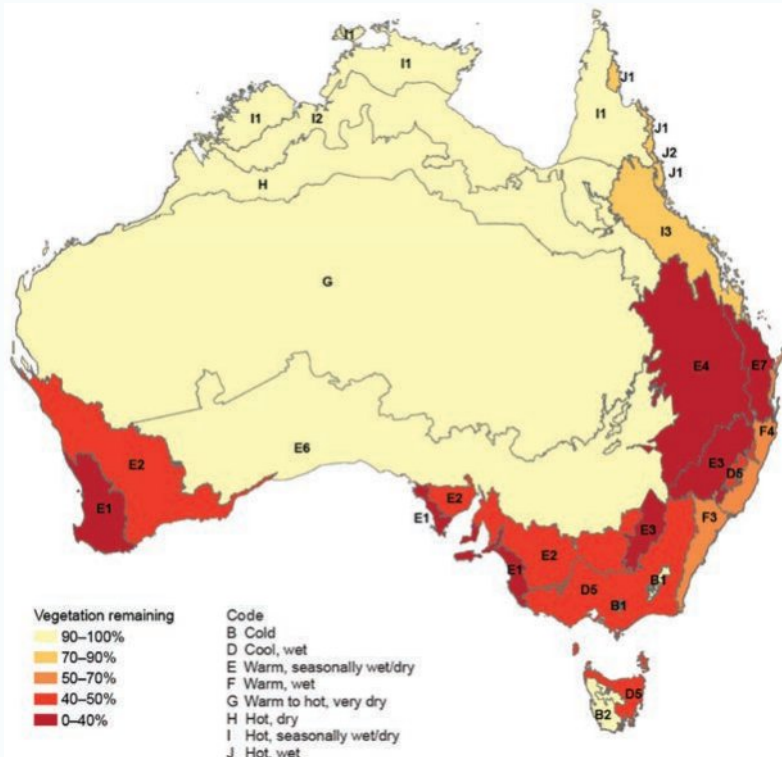 H
I1
J1
I1
I1
I2
J1
J2
J1
H
I3
G
E4
E7
F4
E6
E3
D5
E2
E1
E2
E1
E3
F3
E2
E1
B1
D5
B1
D5
B2
Vegetation remaining
90–100%
70–90%
50–70%
40–50%
0–40%
Code
B Cold
D Cool, wet
E Warm, seasonally wet/dry
F Warm, wet
G Warm to hot, very dry
H Hot, dry
I Hot, seasonally wet/dry
J Hot, wet